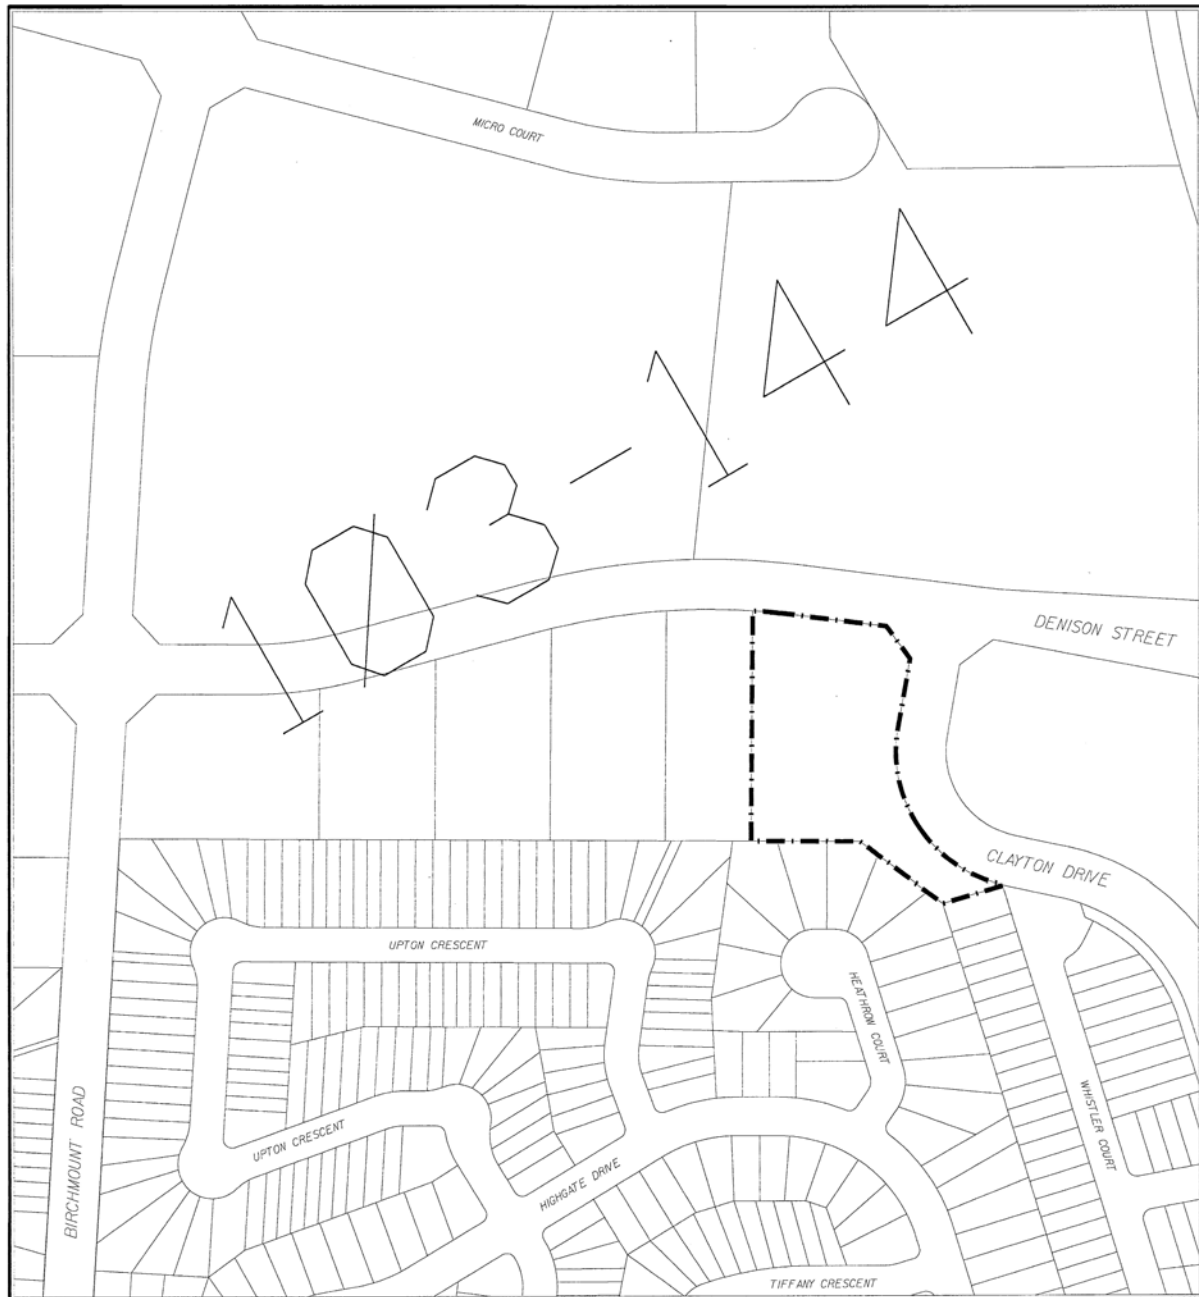 MICRO COURT
103-144
DENISON STREET
CLAYTON DRIVE
UPTON CRESCENT
HEATHROW COURT
BIRCHMOUNT ROAD
UPTON CRESCENT
WHISTLER COURT
HIGHGATE DRIVE
TIFFANY CRESCENT